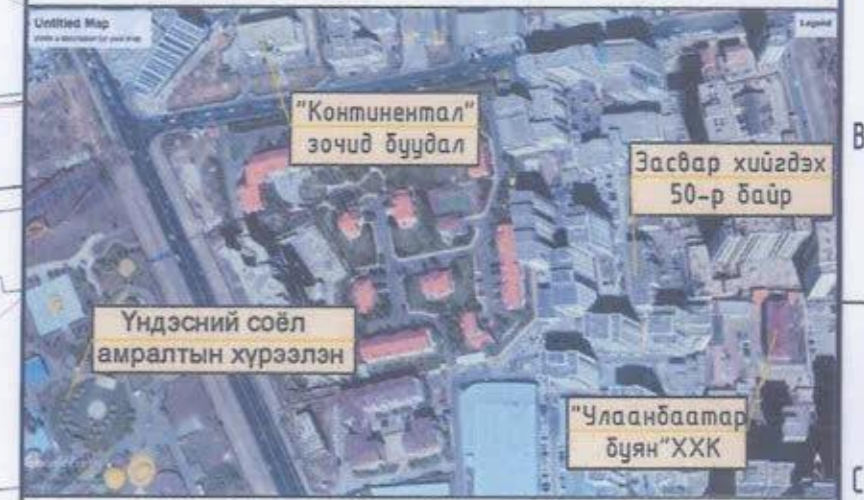 Untitled Map
Legend
"Континентал"
зочид буудал
Засвар хийгдэх
50-р байр
B
Үндэсний соёл
амралтын хүрээлэн
"Улаанбаатар
буян"ХХК
C